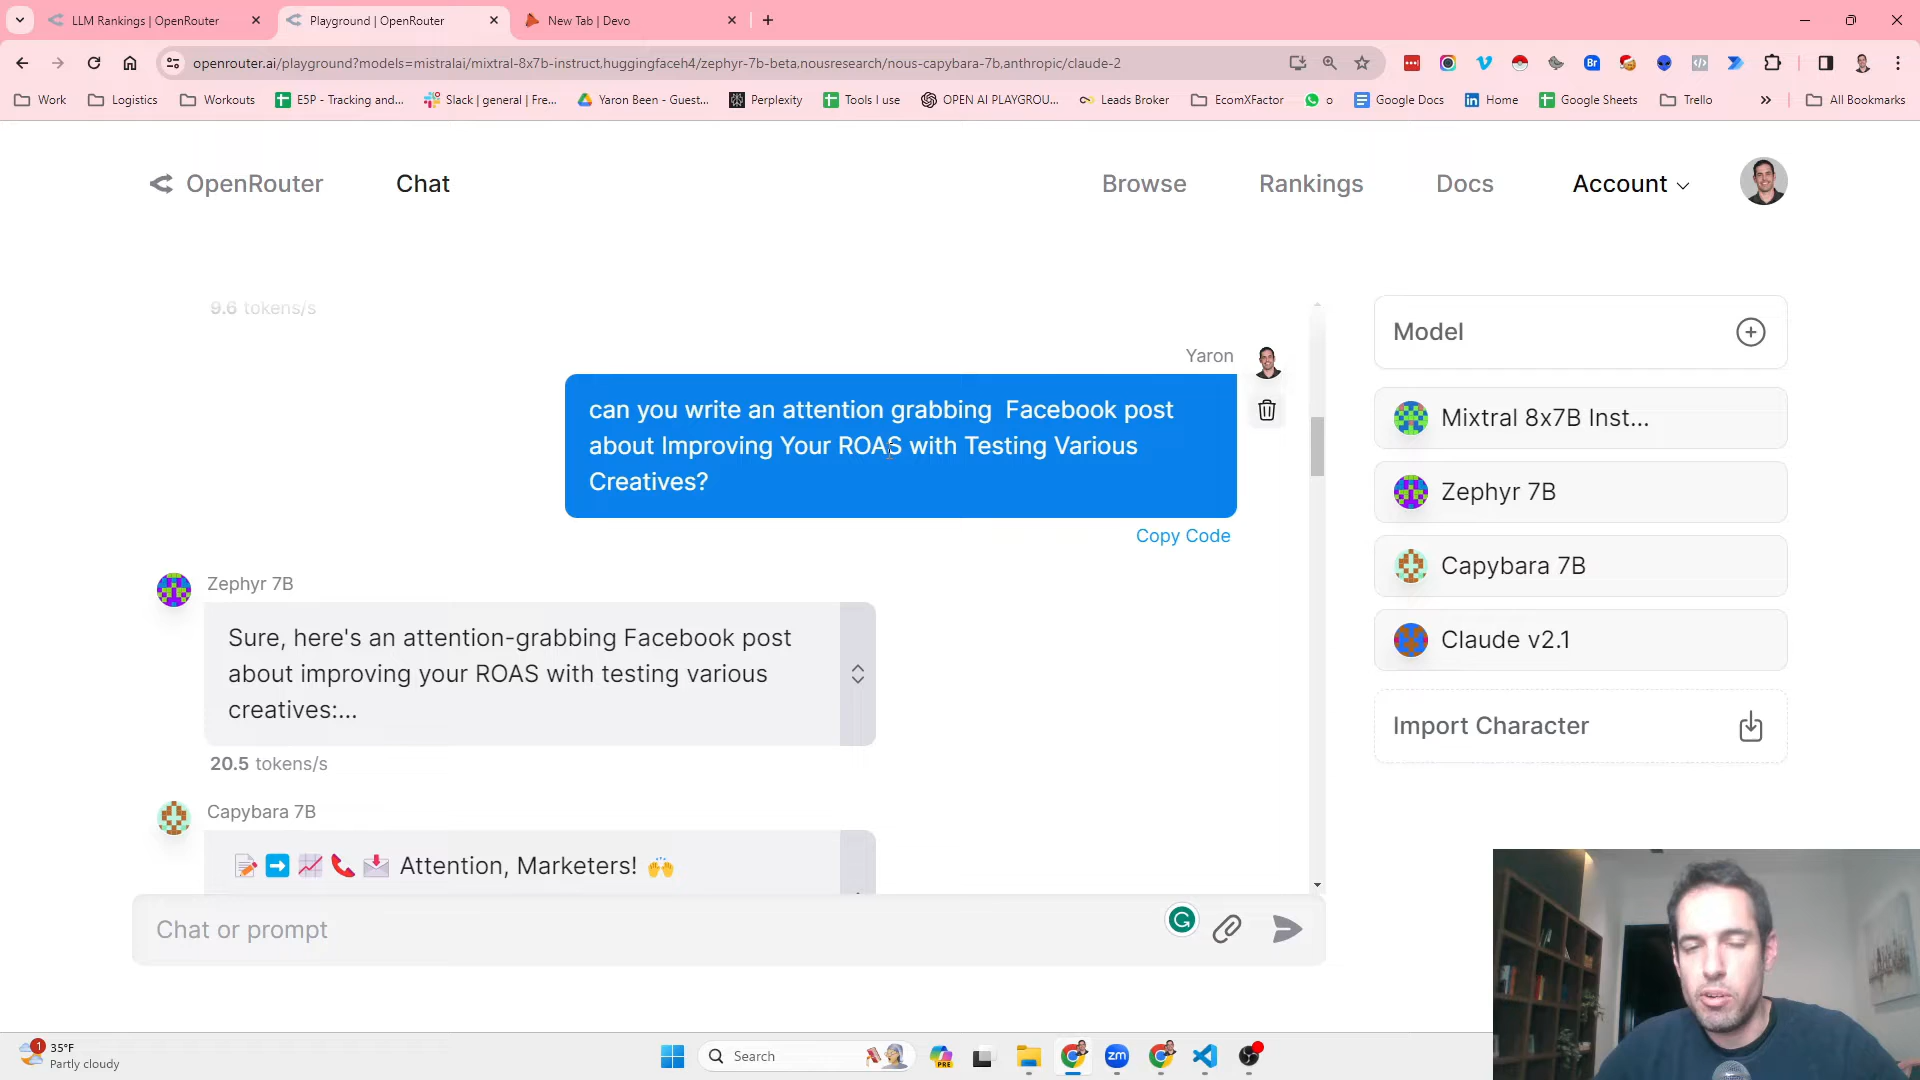 LLM Rankings | OpenRouter
Playground | OpenRouter
New Tab | Devo
openrouter.ai/playground?models=mistralai/mixtral-8x7b-instruct,huggingfaceh4/zephyr-7b-beta,nousresearch/nous-capybara-7b,anthropic/claude-2
Work
Logistics
Workouts
E5P - Tracking and...
Slack | general | Fre...
Yaron Been - Guest...
Perplexity
Tools I use
OPEN AI PLAYGROU...
Leads Broker
EcomXFactor
o
Google Docs
Home
Google Sheets
Trello
All Bookmarks
OpenRouter
Chat
Browse
Rankings
Docs
Account
9.6 tokens/s
Yaron
can you write an attention grabbing  Facebook post
about Improving Your ROAS with Testing Various
Creatives?
Copy Code
Zephyr 7B
Sure, here's an attention-grabbing Facebook post
about improving your ROAS with testing various
creatives:...
20.5 tokens/s
Capybara 7B
📝➡️📈📞📩 Attention, Marketers! 🙌
Chat or prompt
Model
Mixtral 8x7B Inst...
Zephyr 7B
Capybara 7B
Claude v2.1
Import Character
1
35°F
Partly cloudy
Search
PRE
zm